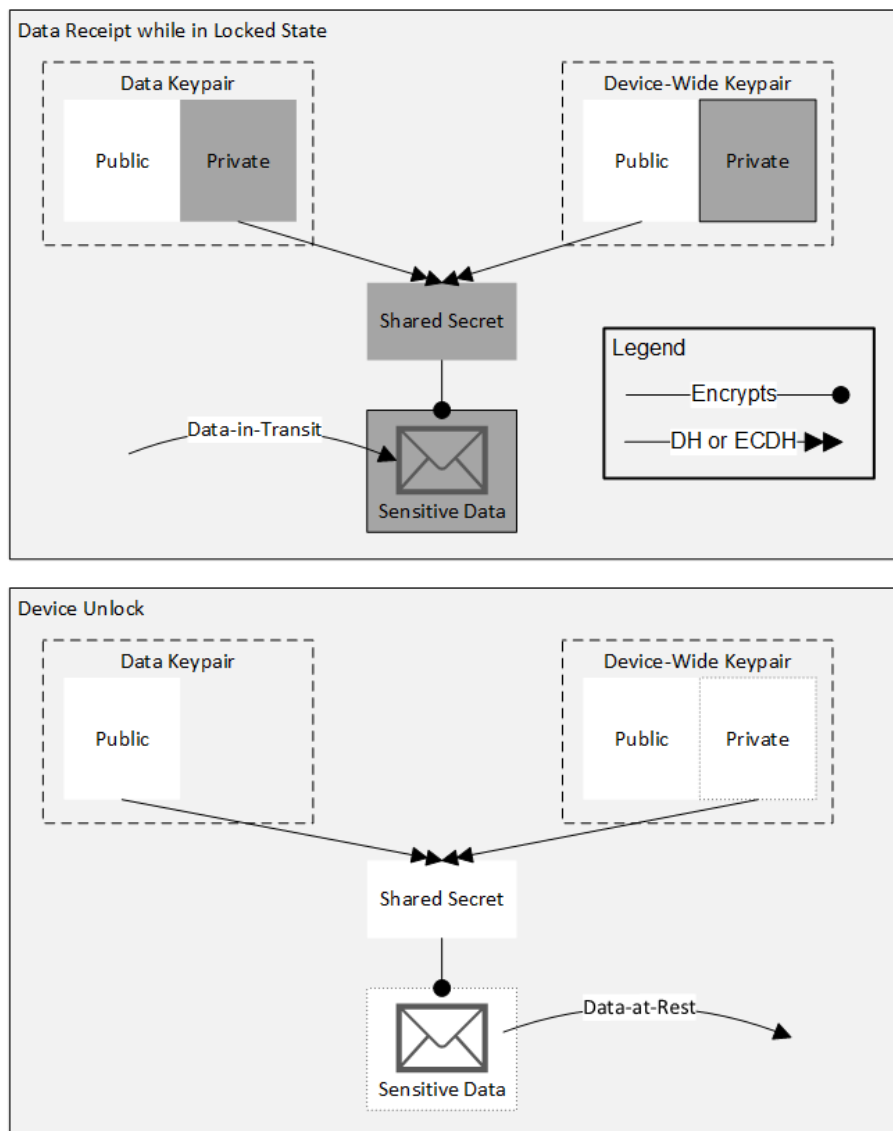 Data Receipt while in Locked State
Data Keypair
Device-Wide Keypair
Public
Private
Public
Private
Shared Secret
Legend
Encrypts
DH or ECDH
Data-in-Transit
Sensitive Data
Device Unlock
Data Keypair
Device-Wide Keypair
Public
Public
Private
Shared Secret
Data-at-Rest
Sensitive Data